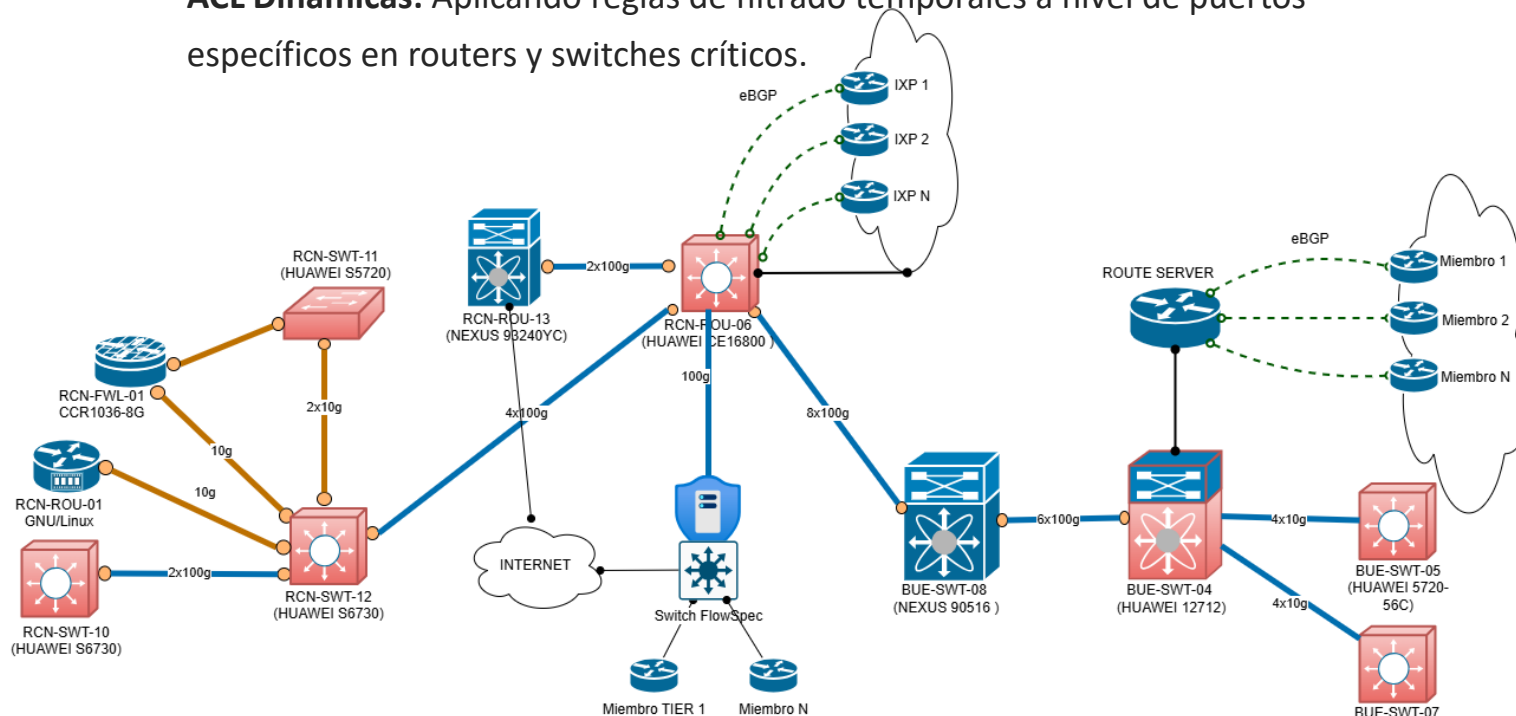 ACL Dinámicas: Aplicando reglas de filtrado temporales a nivel de puertos
específicos en routers y switches críticos.
eBGP
IXP 1
IXP 2
IXP N
RCN-SWT-11
(HUAWEI S5720)
2x100g
RCN-ROU-13
(NEXUS 93240YC)
RCN-ROU-06
(HUAWEI CE16800 )
eBGP
ROUTE SERVER
Miembro 1
Miembro 2
Miembro N
RCN-FWL-01
CCR1036-8G
2x10g
100g
4x100g
8x100g
10g
10g
RCN-ROU-01
GNU/Linux
2x100g
RCN-SWT-12
(HUAWEI S6730)
RCN-SWT-10
(HUAWEI S6730)
INTERNET
Switch FlowSpec
Miembro TIER 1
Miembro N
6x100g
BUE-SWT-08
(NEXUS 90516 )
BUE-SWT-04
(HUAWEI 12712)
4x10g
4x10g
BUE-SWT-05
(HUAWEI 5720-
56C)
BUE-SWT-07